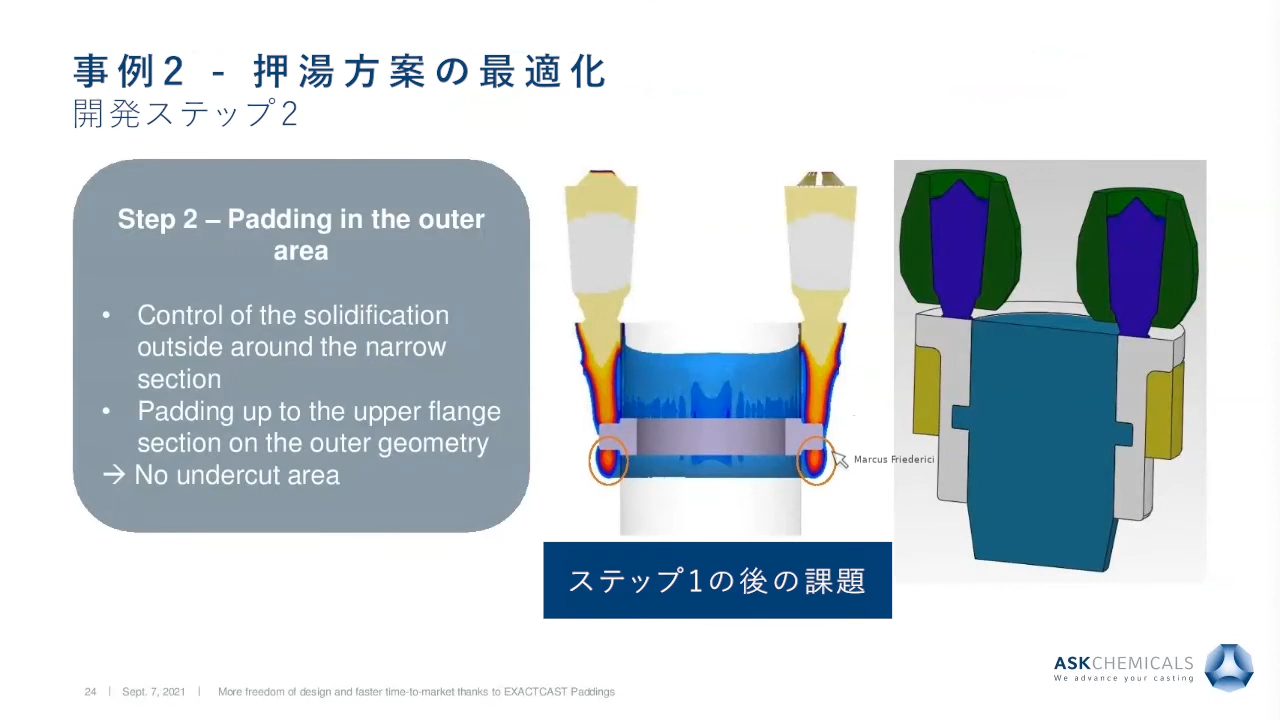 事例2 - 押湯方案の最適化
開発ステップ2
Step 2 – Padding in the outer
area
• Control of the solidification
outside around the narrow
section
• Padding up to the upper flange
section on the outer geometry
→ No undercut area
Marcus Friederici
ステップ1の後の課題
ASKCHEMICALS
We advance your casting
24 | Sept. 7, 2021 | More freedom of design and faster time-to-market thanks to EXACTCAST Paddings